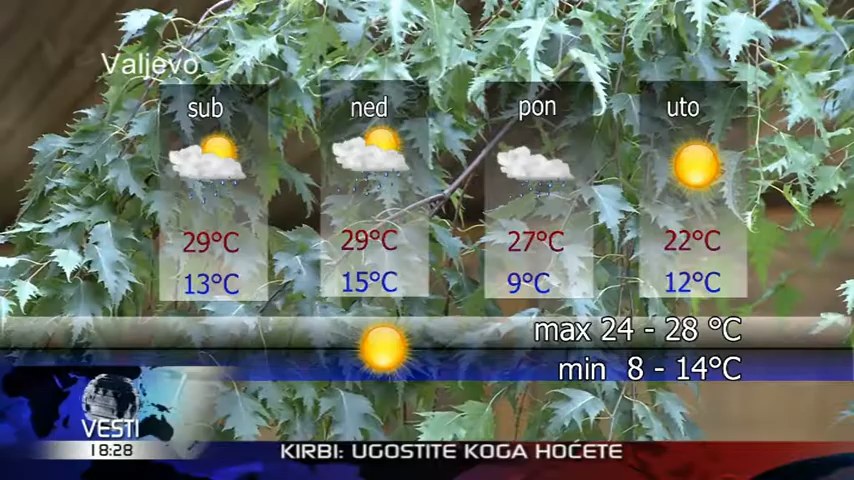 Valjevo
sub ned pon uto
29°C 29°C 27°C 22°C
13°C 15°C 9°C 12°C
max 24 - 28 °C
min 8 - 14°C
VESTI
18:28
KIRBI: UGOSTITE KOGA HOĆETE